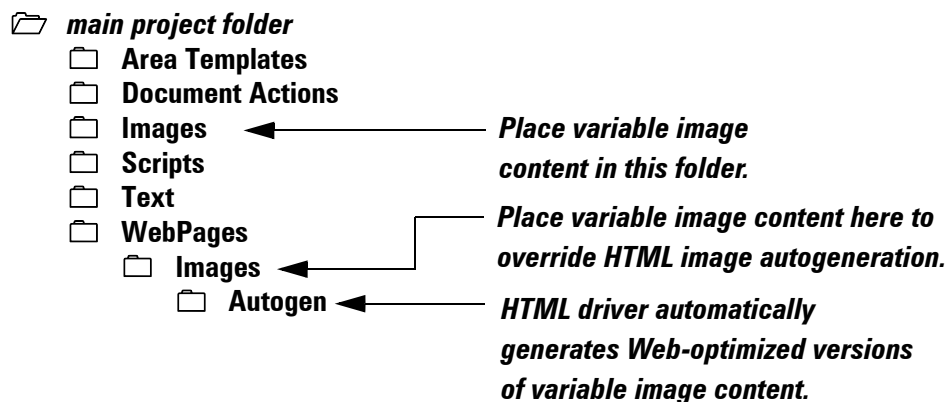 main project folder
Area Templates
Document Actions
Images
Place variable image
content in this folder.
Scripts
Text
WebPages
Place variable image content here to
override HTML image autogeneration.
Images
Autogen
HTML driver automatically
generates Web-optimized versions
of variable image content.